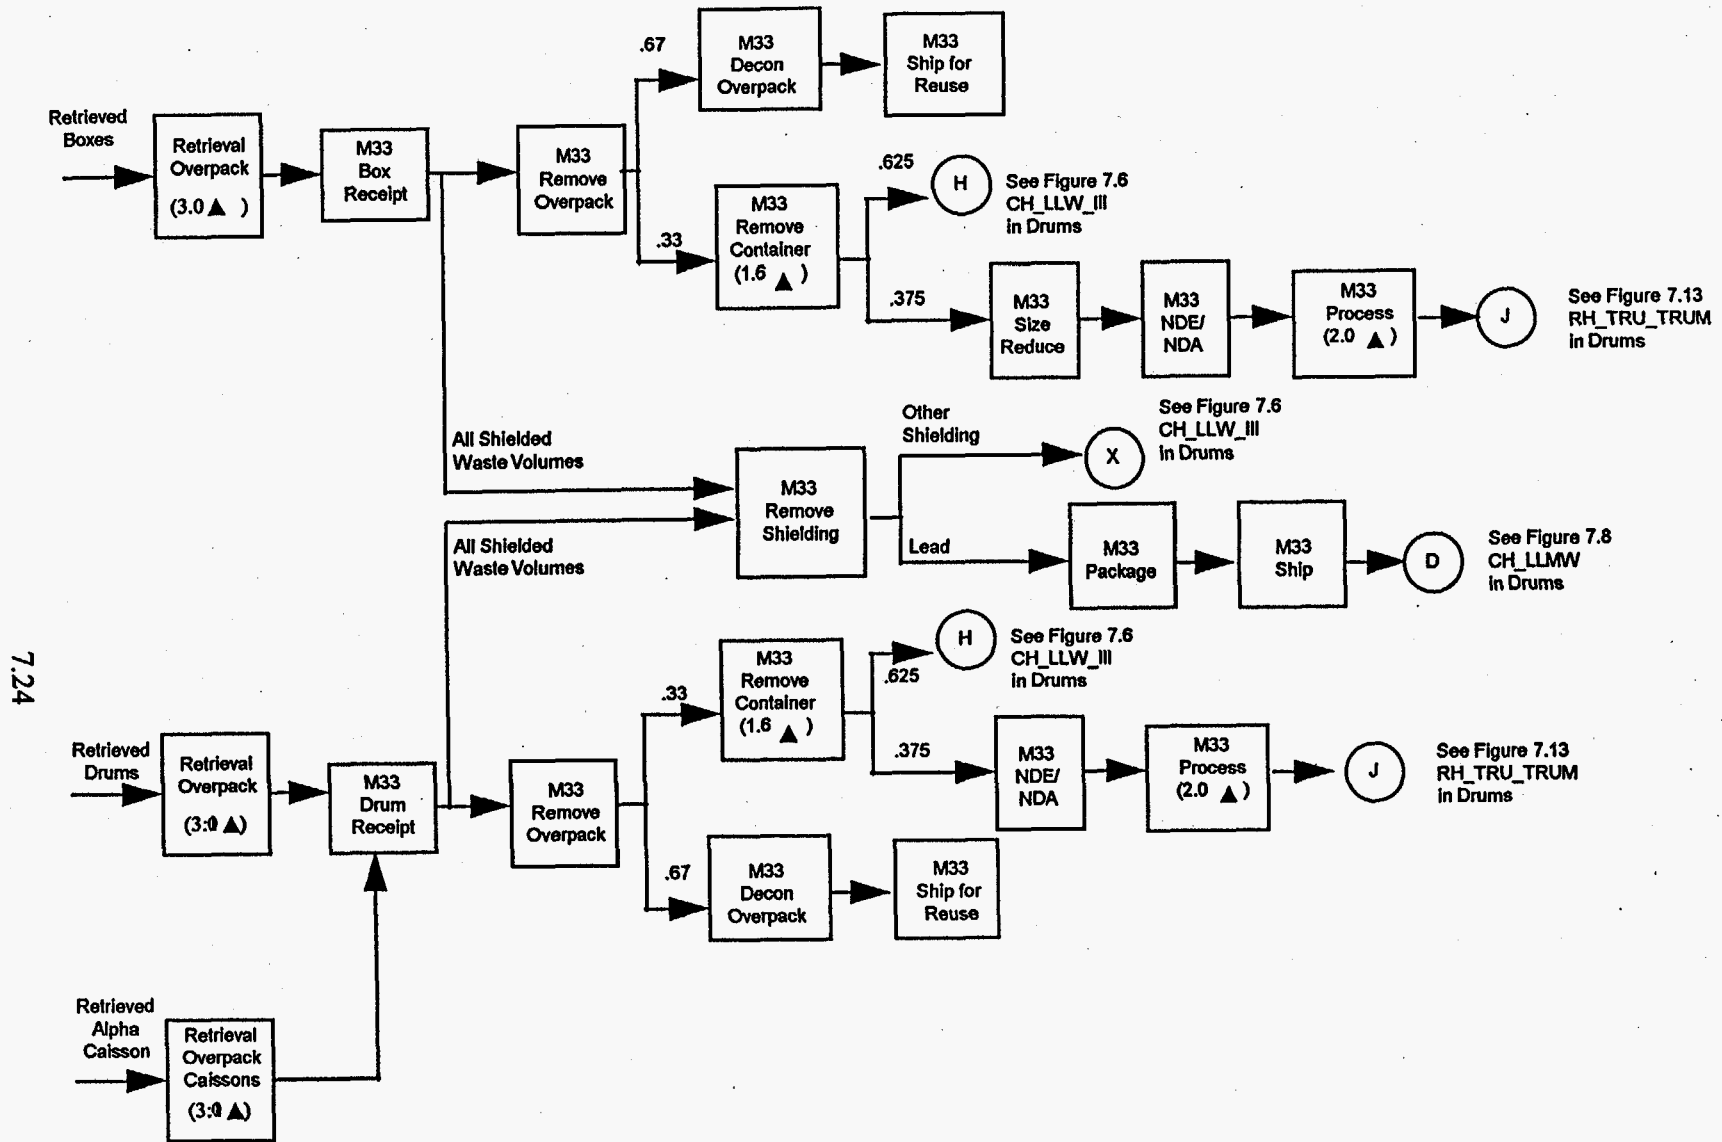 Retrieved
Boxes
Retrieval
Overpack
(3.0 ▲ )
M33
Box
Receipt
M33
Remove
Overpack
.67
M33
Decon
Overpack
M33
Ship for
Reuse
.33
M33
Remove
Container
(1.6 ▲ )
.625
H
See Figure 7.6
CH_LLW_III
in Drums
.375
M33
Size
Reduce
M33
NDE/
NDA
M33
Process
(2.0 ▲ )
J
See Figure 7.13
RH_TRU_TRUM
in Drums
All Shielded
Waste Volumes
All Shielded
Waste Volumes
M33
Remove
Shielding
Other
Shielding
X
See Figure 7.6
CH_LLW_III
in Drums
Lead
M33
Package
M33
Ship
D
See Figure 7.8
CH_LLMW
in Drums
7.24
Retrieved
Drums
Retrieval
Overpack
(3:0 ▲)
M33
Drum
Receipt
M33
Remove
Overpack
.33
M33
Remove
Container
(1.6 ▲ )
.625
H
See Figure 7.6
CH_LLW_III
in Drums
.375
M33
NDE/
NDA
M33
Process
(2.0 ▲ )
J
See Figure 7.13
RH_TRU_TRUM
in Drums
.67
M33
Decon
Overpack
M33
Ship for
Reuse
Retrieved
Alpha
Caisson
Retrieval
Overpack
Caissons
(3:0 ▲)